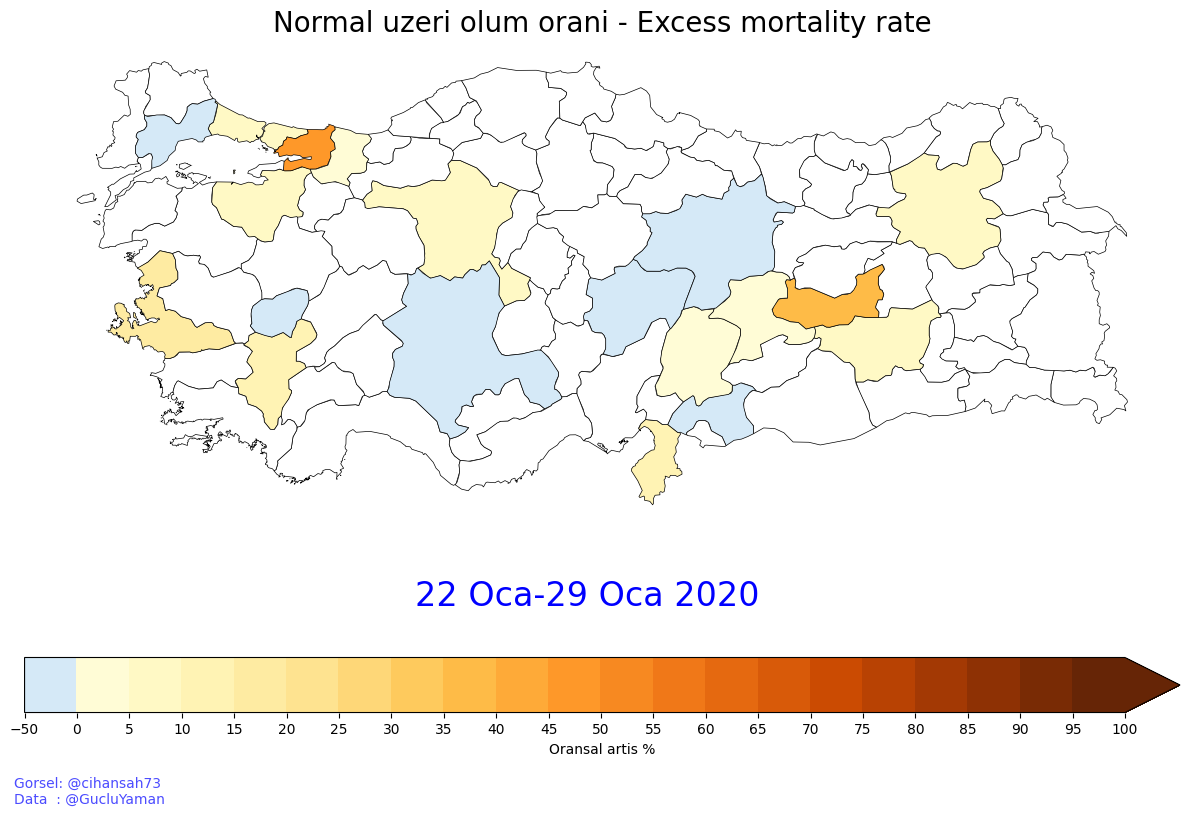 Normal uzeri olum orani - Excess mortality rate
22 Oca-29 Oca 2020
−50 0 5 10 15 20 25 30 35 40 45 50 55 60 65 70 75 80 85 90 95 100
Oransal artis %
Gorsel: @cihansah73
Data  : @GucluYaman